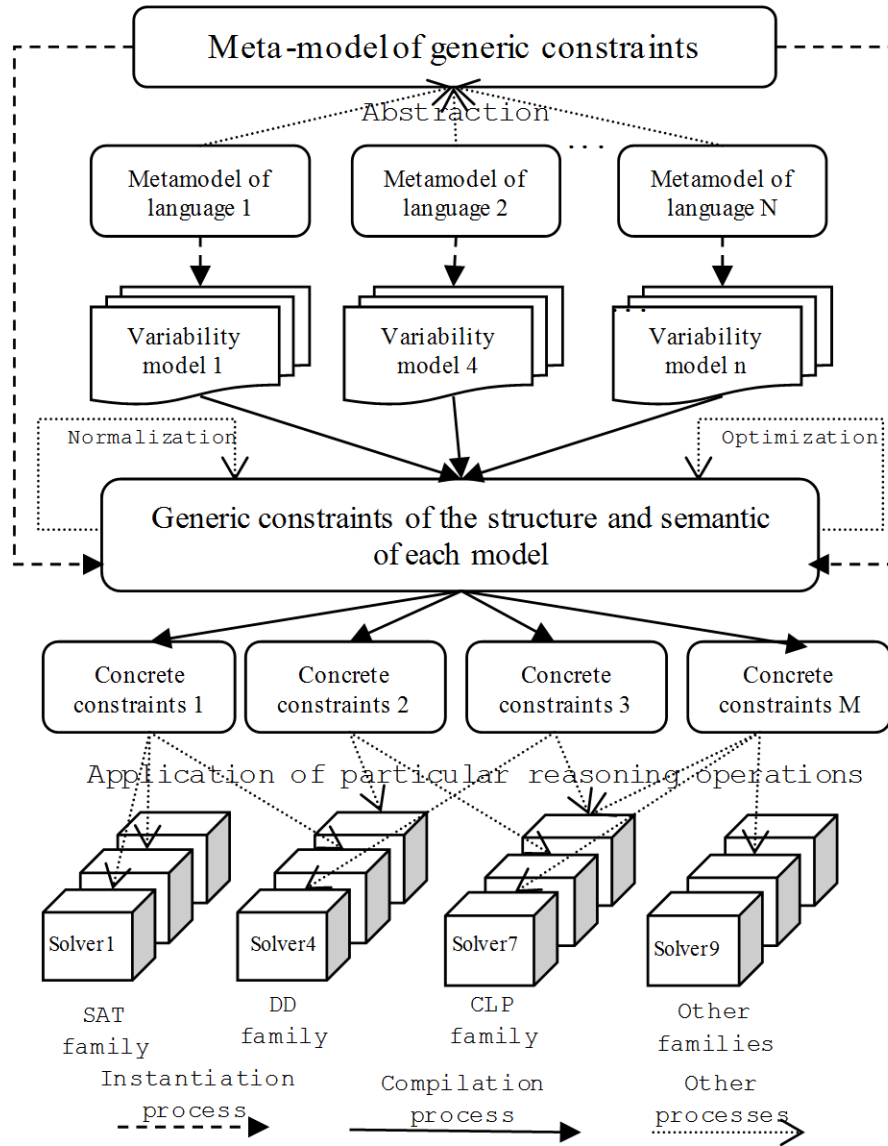 Meta-model of generic constraints
Abstraction
...
Metamodel of
language 1
Metamodel of
language 2
Metamodel of
language N
...
Variability
model 1
Variability
model 4
Variability
model n
Normalization
Optimization
Generic constraints of the structure and semantic
of each model
Concrete
constraints 1
Concrete
constraints 2
Concrete
constraints 3
Concrete
constraints M
Application of particular reasoning operations
Solver1
Solver4
Solver7
Solver9
SAT
family
DD
family
CLP
family
Other
families
Instantiation
process
Compilation
process
Other
processes